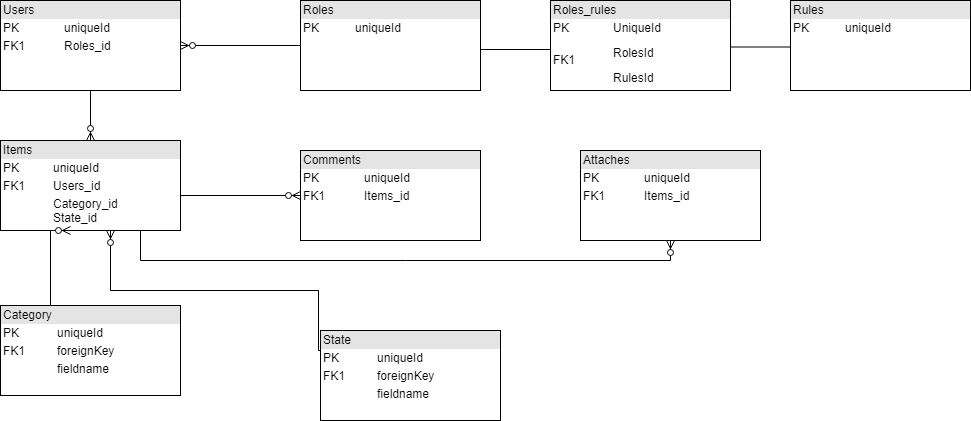 Users
PK uniqueId
FK1 Roles_id
Roles
PK uniqueId
Roles_rules
PK UniqueId
FK1 RolesId
RulesId
Rules
PK uniqueId
Items
PK uniqueId
FK1 Users_id
Category_id
State_id
Comments
PK uniqueId
FK1 Items_id
Attaches
PK uniqueId
FK1 Items_id
Category
PK uniqueId
FK1 foreignKey
fieldname
State
PK uniqueId
FK1 foreignKey
fieldname